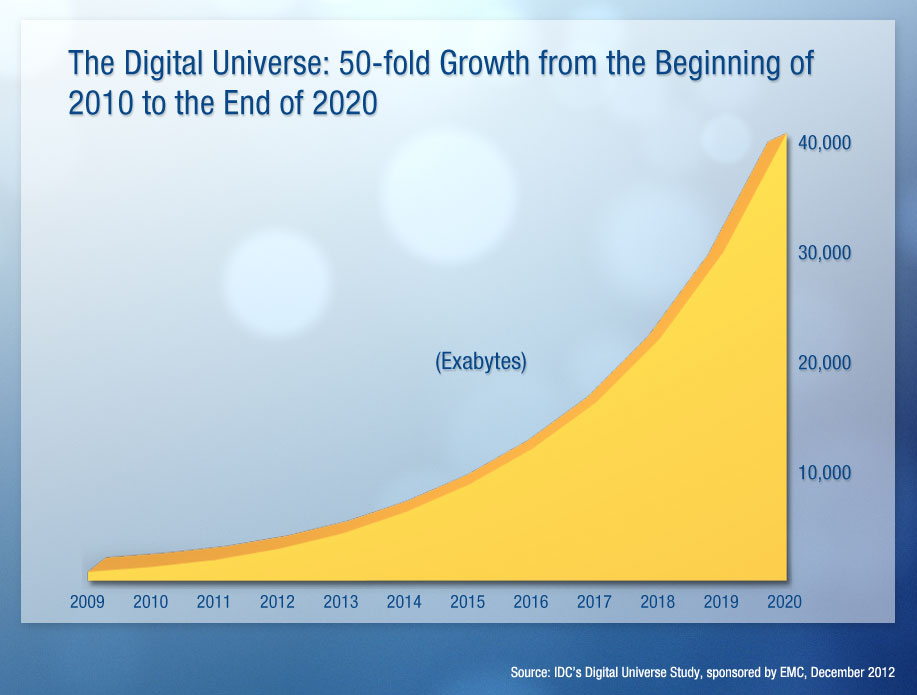 The Digital Universe: 50-fold Growth from the Beginning of
2010 to the End of 2020
40,000
30,000
(Exabytes)
20,000
10,000
2009 2010 2011 2012 2013 2014 2015 2016 2017 2018 2019 2020
Source: IDC's Digital Universe Study, sponsored by EMC, December 2012